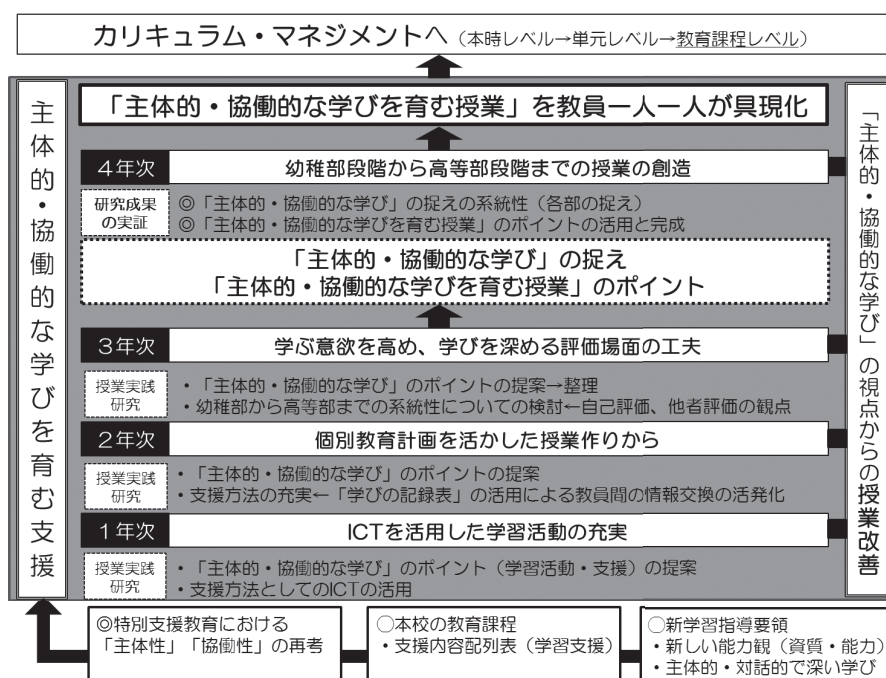 カリキュラム・マネジメントへ（本時レベル→単元レベル→教育課程レベル）
主体的・協働的な学びを育む支援
「主体的・協働的な学びを育む授業」を教員一人一人が具現化
４年次 幼稚部段階から高等部段階までの授業の創造
研究成果
の実証
◎「主体的・協働的な学び」の捉えの系統性（各部の捉え）
◎「主体的・協働的な学びを育む授業」のポイントの活用と完成
「主体的・協働的な学び」の捉え
「主体的・協働的な学びを育む授業」のポイント
３年次 学ぶ意欲を高め、学びを深める評価場面の工夫
授業実践
研究
・「主体的・協働的な学び」のポイントの提案→整理
・幼稚部から高等部までの系統性についての検討←自己評価、他者評価の観点
２年次 個別教育計画を活かした授業作りから
授業実践
研究
・「主体的・協働的な学び」のポイントの提案
・支援方法の充実←「学びの記録表」の活用による教員間の情報交換の活発化
１年次 ICTを活用した学習活動の充実
授業実践
研究
・「主体的・協働的な学び」のポイント（学習活動・支援）の提案
・支援方法としてのICTの活用
「主体的・協働的な学び」の視点からの授業改善
◎特別支援教育における
「主体性」「協働性」の再考
○本校の教育課程
・支援内容配列表（学習支援）
○新学習指導要領
・新しい能力観（資質・能力）
・主体的・対話的で深い学び